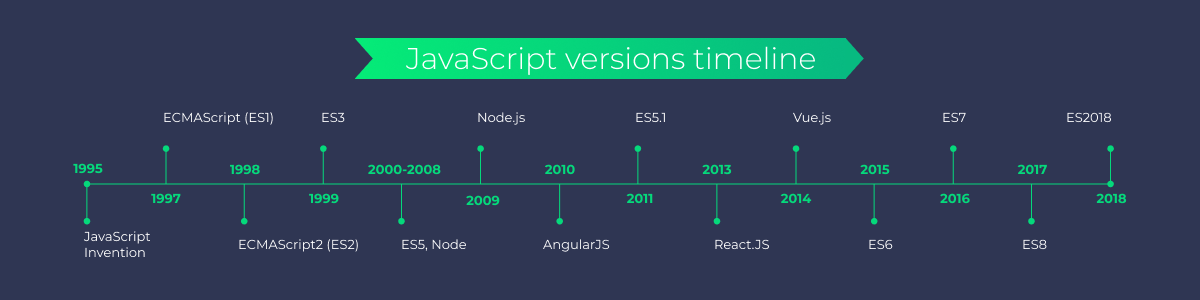 JavaScript versions timeline
ECMAScript (ES1)
ES3
Node.js
ES5.1
Vue.js
ES7
ES2018
1995
1998
2000-2008
2010
2013
2015
2017
1997
1999
2009
2011
2014
2016
2018
JavaScript
Invention
ECMAScript2 (ES2)
ES5, Node
AngularJS
React.JS
ES6
ES8